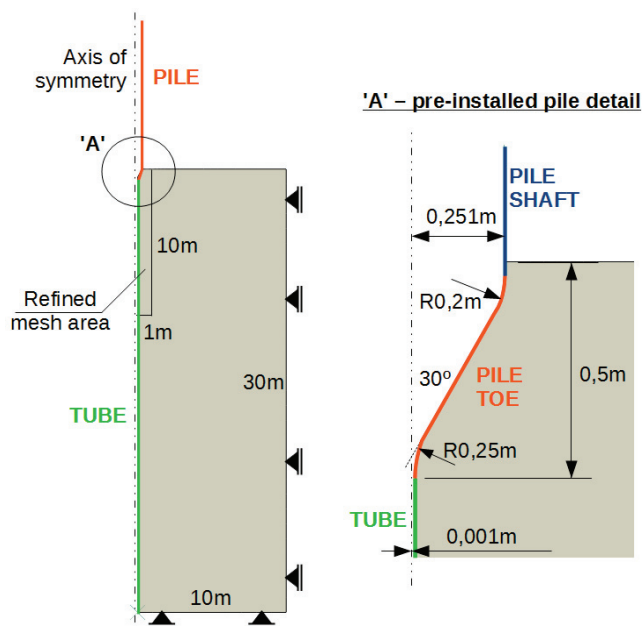 Axis of
symmetry
PILE
'A'
10m
Refined
mesh area
1m
30m
TUBE
10m
'A' – pre-installed pile detail
PILE
SHAFT
0,251m
R0,2m
30º
PILE
TOE
0,5m
R0,25m
TUBE
0,001m